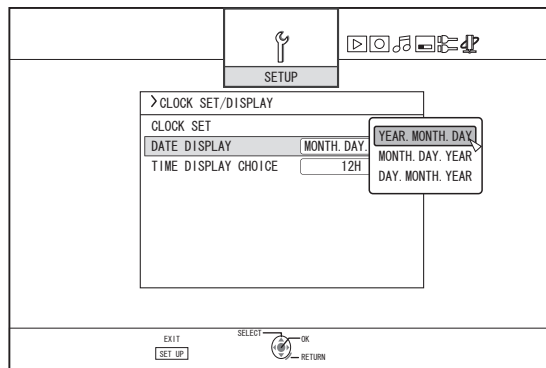 SETUP
>CLOCK SET/DISPLAY
CLOCK SET
DATE DISPLAY MONTH. DAY.
TIME DISPLAY CHOICE 12H
YEAR. MONTH. DAY
MONTH. DAY. YEAR
DAY. MONTH. YEAR
EXIT
SET UP
SELECT
OK
RETURN